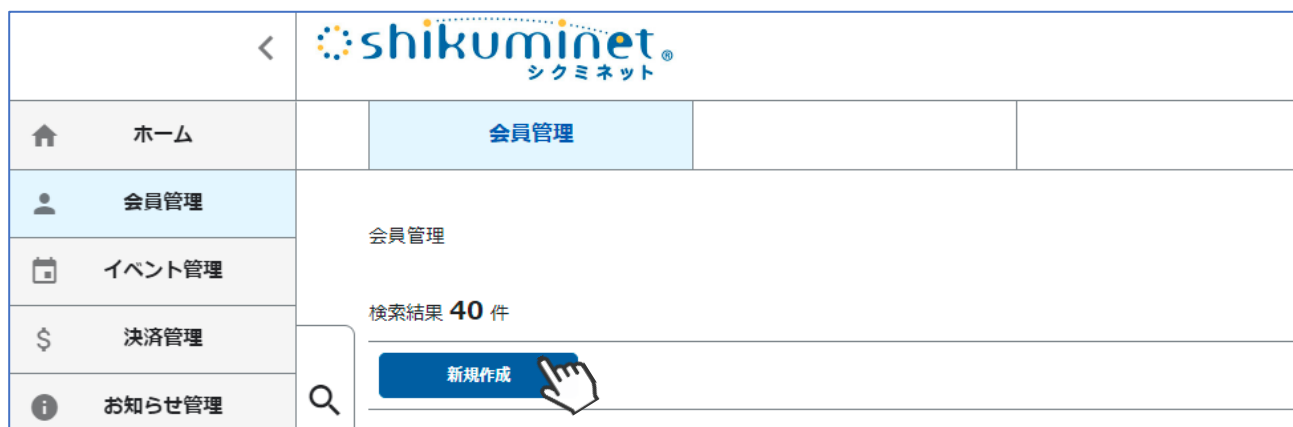 shikuminet®
シクミネット
ホーム
会員管理
イベント管理
決済管理
お知らせ管理
会員管理
会員管理
検索結果 40 件
新規作成